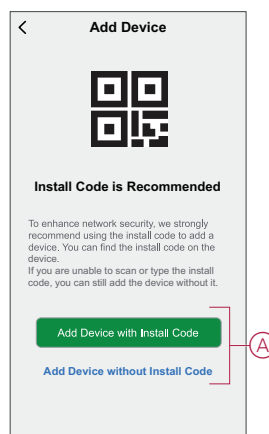 Add Device
Install Code is Recommended
To enhance network security, we strongly
recommend using the install code to add a
device. You can find the install code on the
device.
If you are unable to scan or type the install
code, you can still add the device without it.
Add Device with Install Code
A
Add Device without Install Code